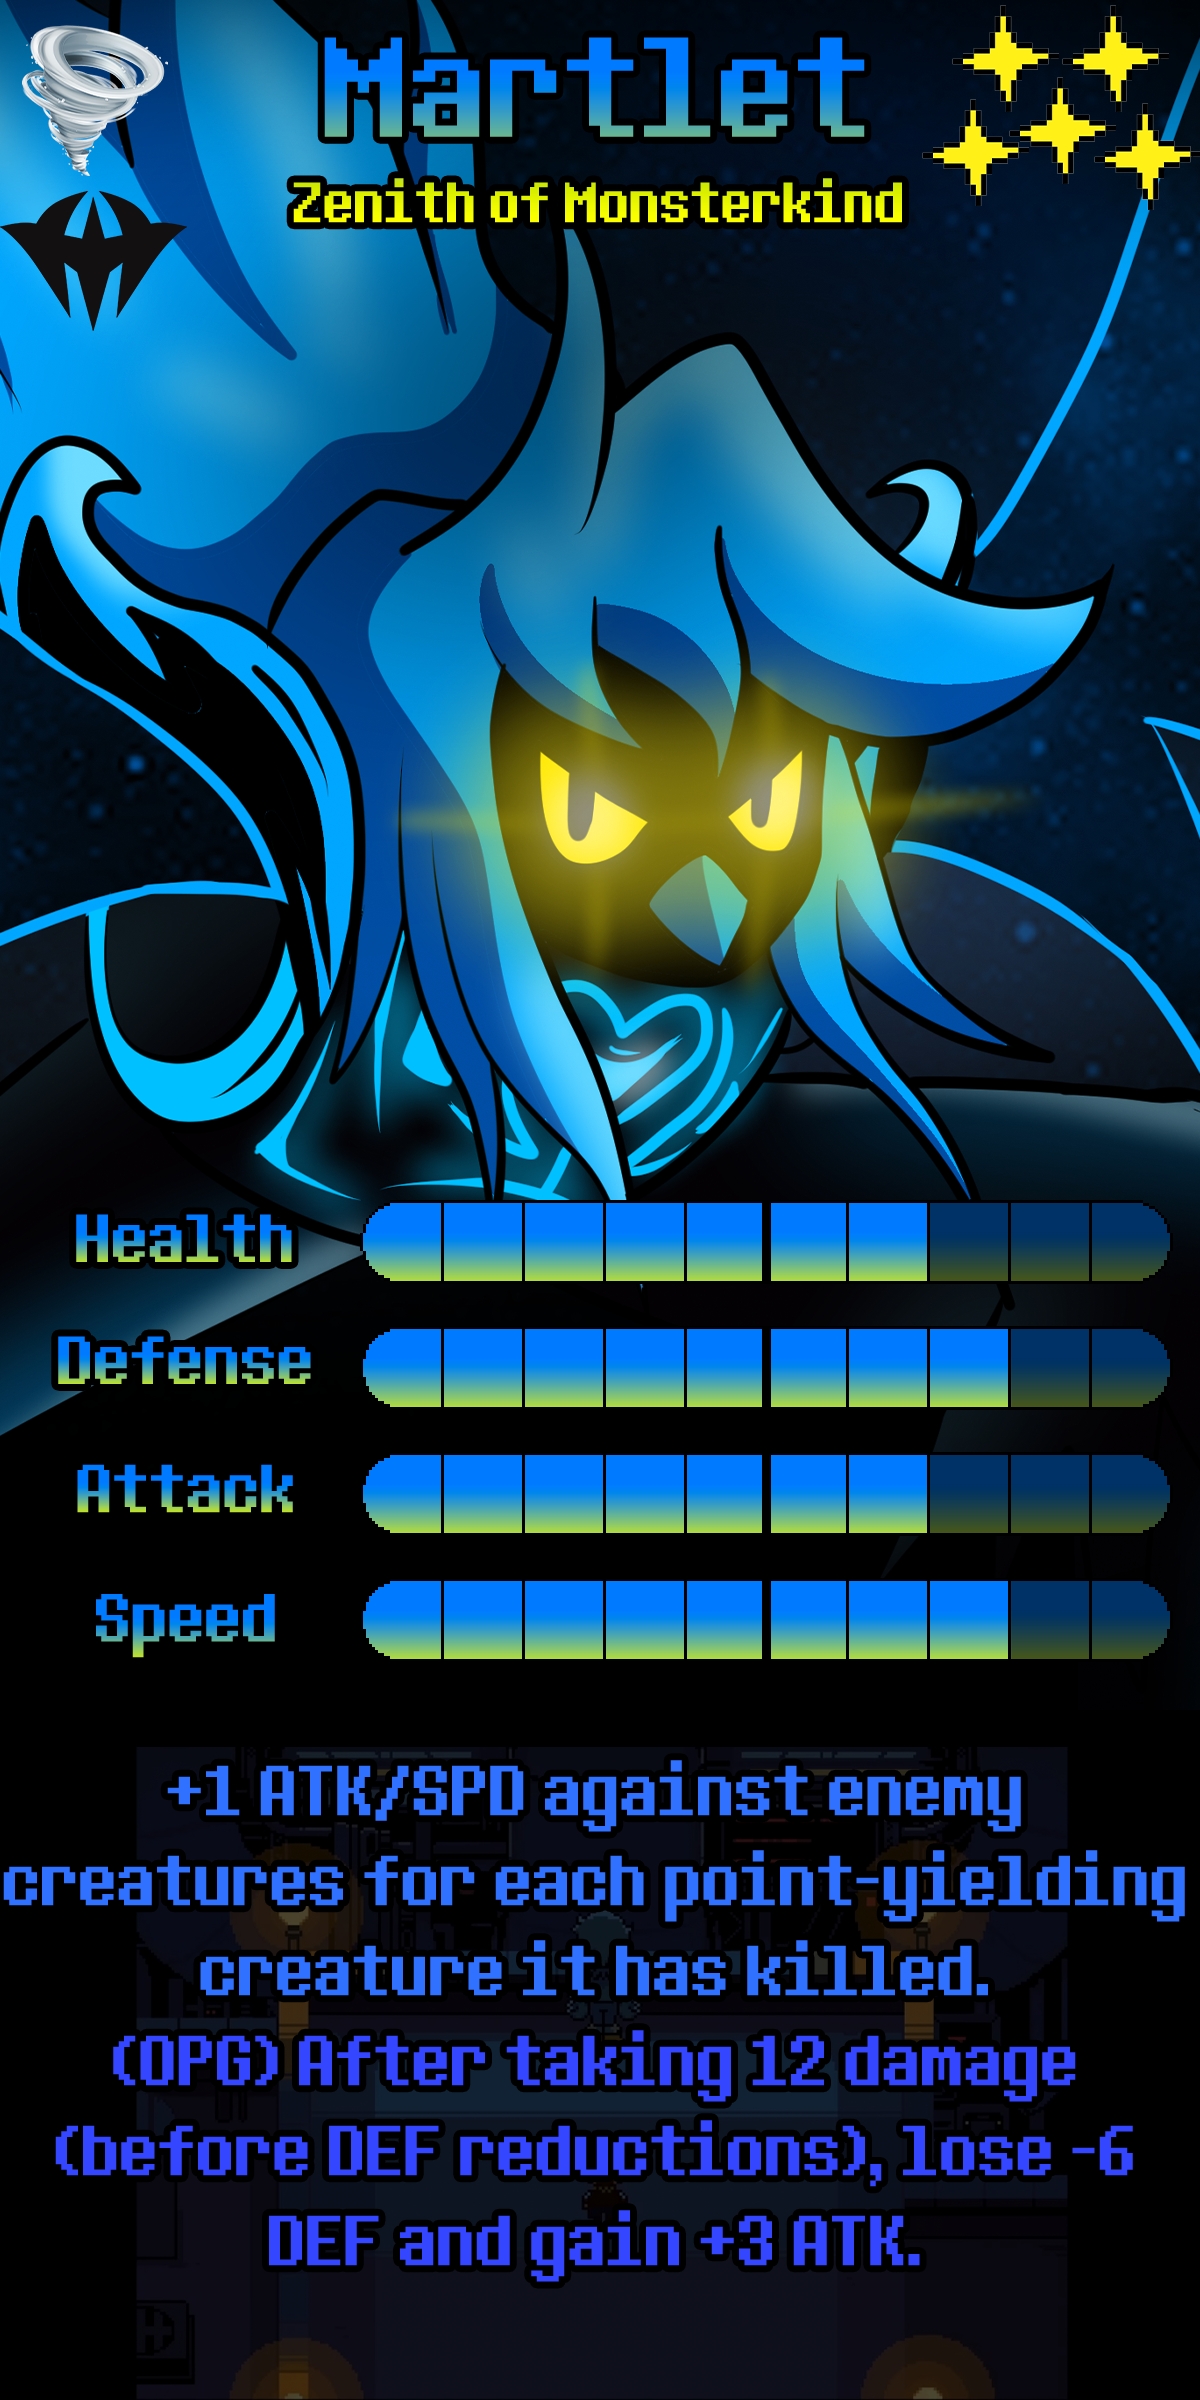 Martlet
Zenith of Monsterkind
Health
Defense
Attack
Speed
+1 ATK/SPD against enemy
creatures for each point-yielding
creature it has killed.
(OPG) After taking 12 damage
(before DEF reductions), lose -6
DEF and gain +3 ATK.